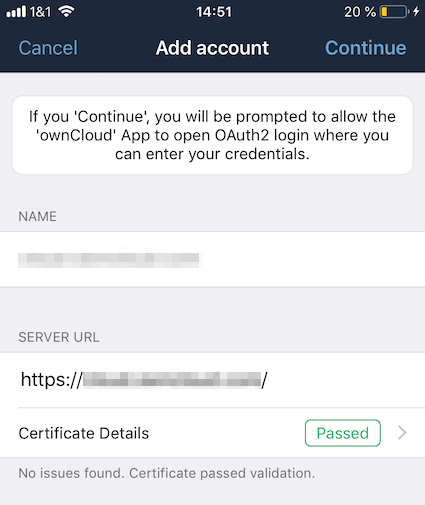 1&1 14:51 20 %
Cancel Add account Continue
If you 'Continue', you will be prompted to allow the
'ownCloud' App to open OAuth2 login where you
can enter your credentials.
NAME
SERVER URL
https:// /
Certificate Details Passed
No issues found. Certificate passed validation.